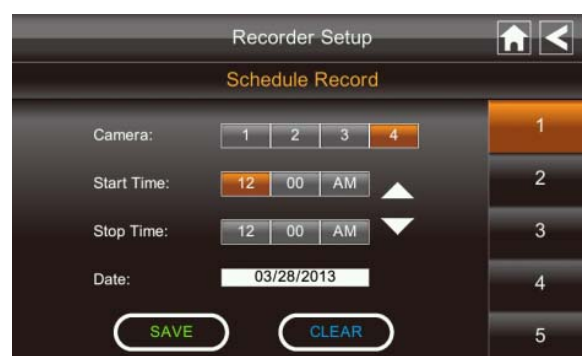 Recorder Setup
Schedule Record
Camera: 1 2 3 4
Start Time: 12 00 AM
Stop Time: 12 00 AM
Date: 03/28/2013
SAVE CLEAR
1
2
3
4
5